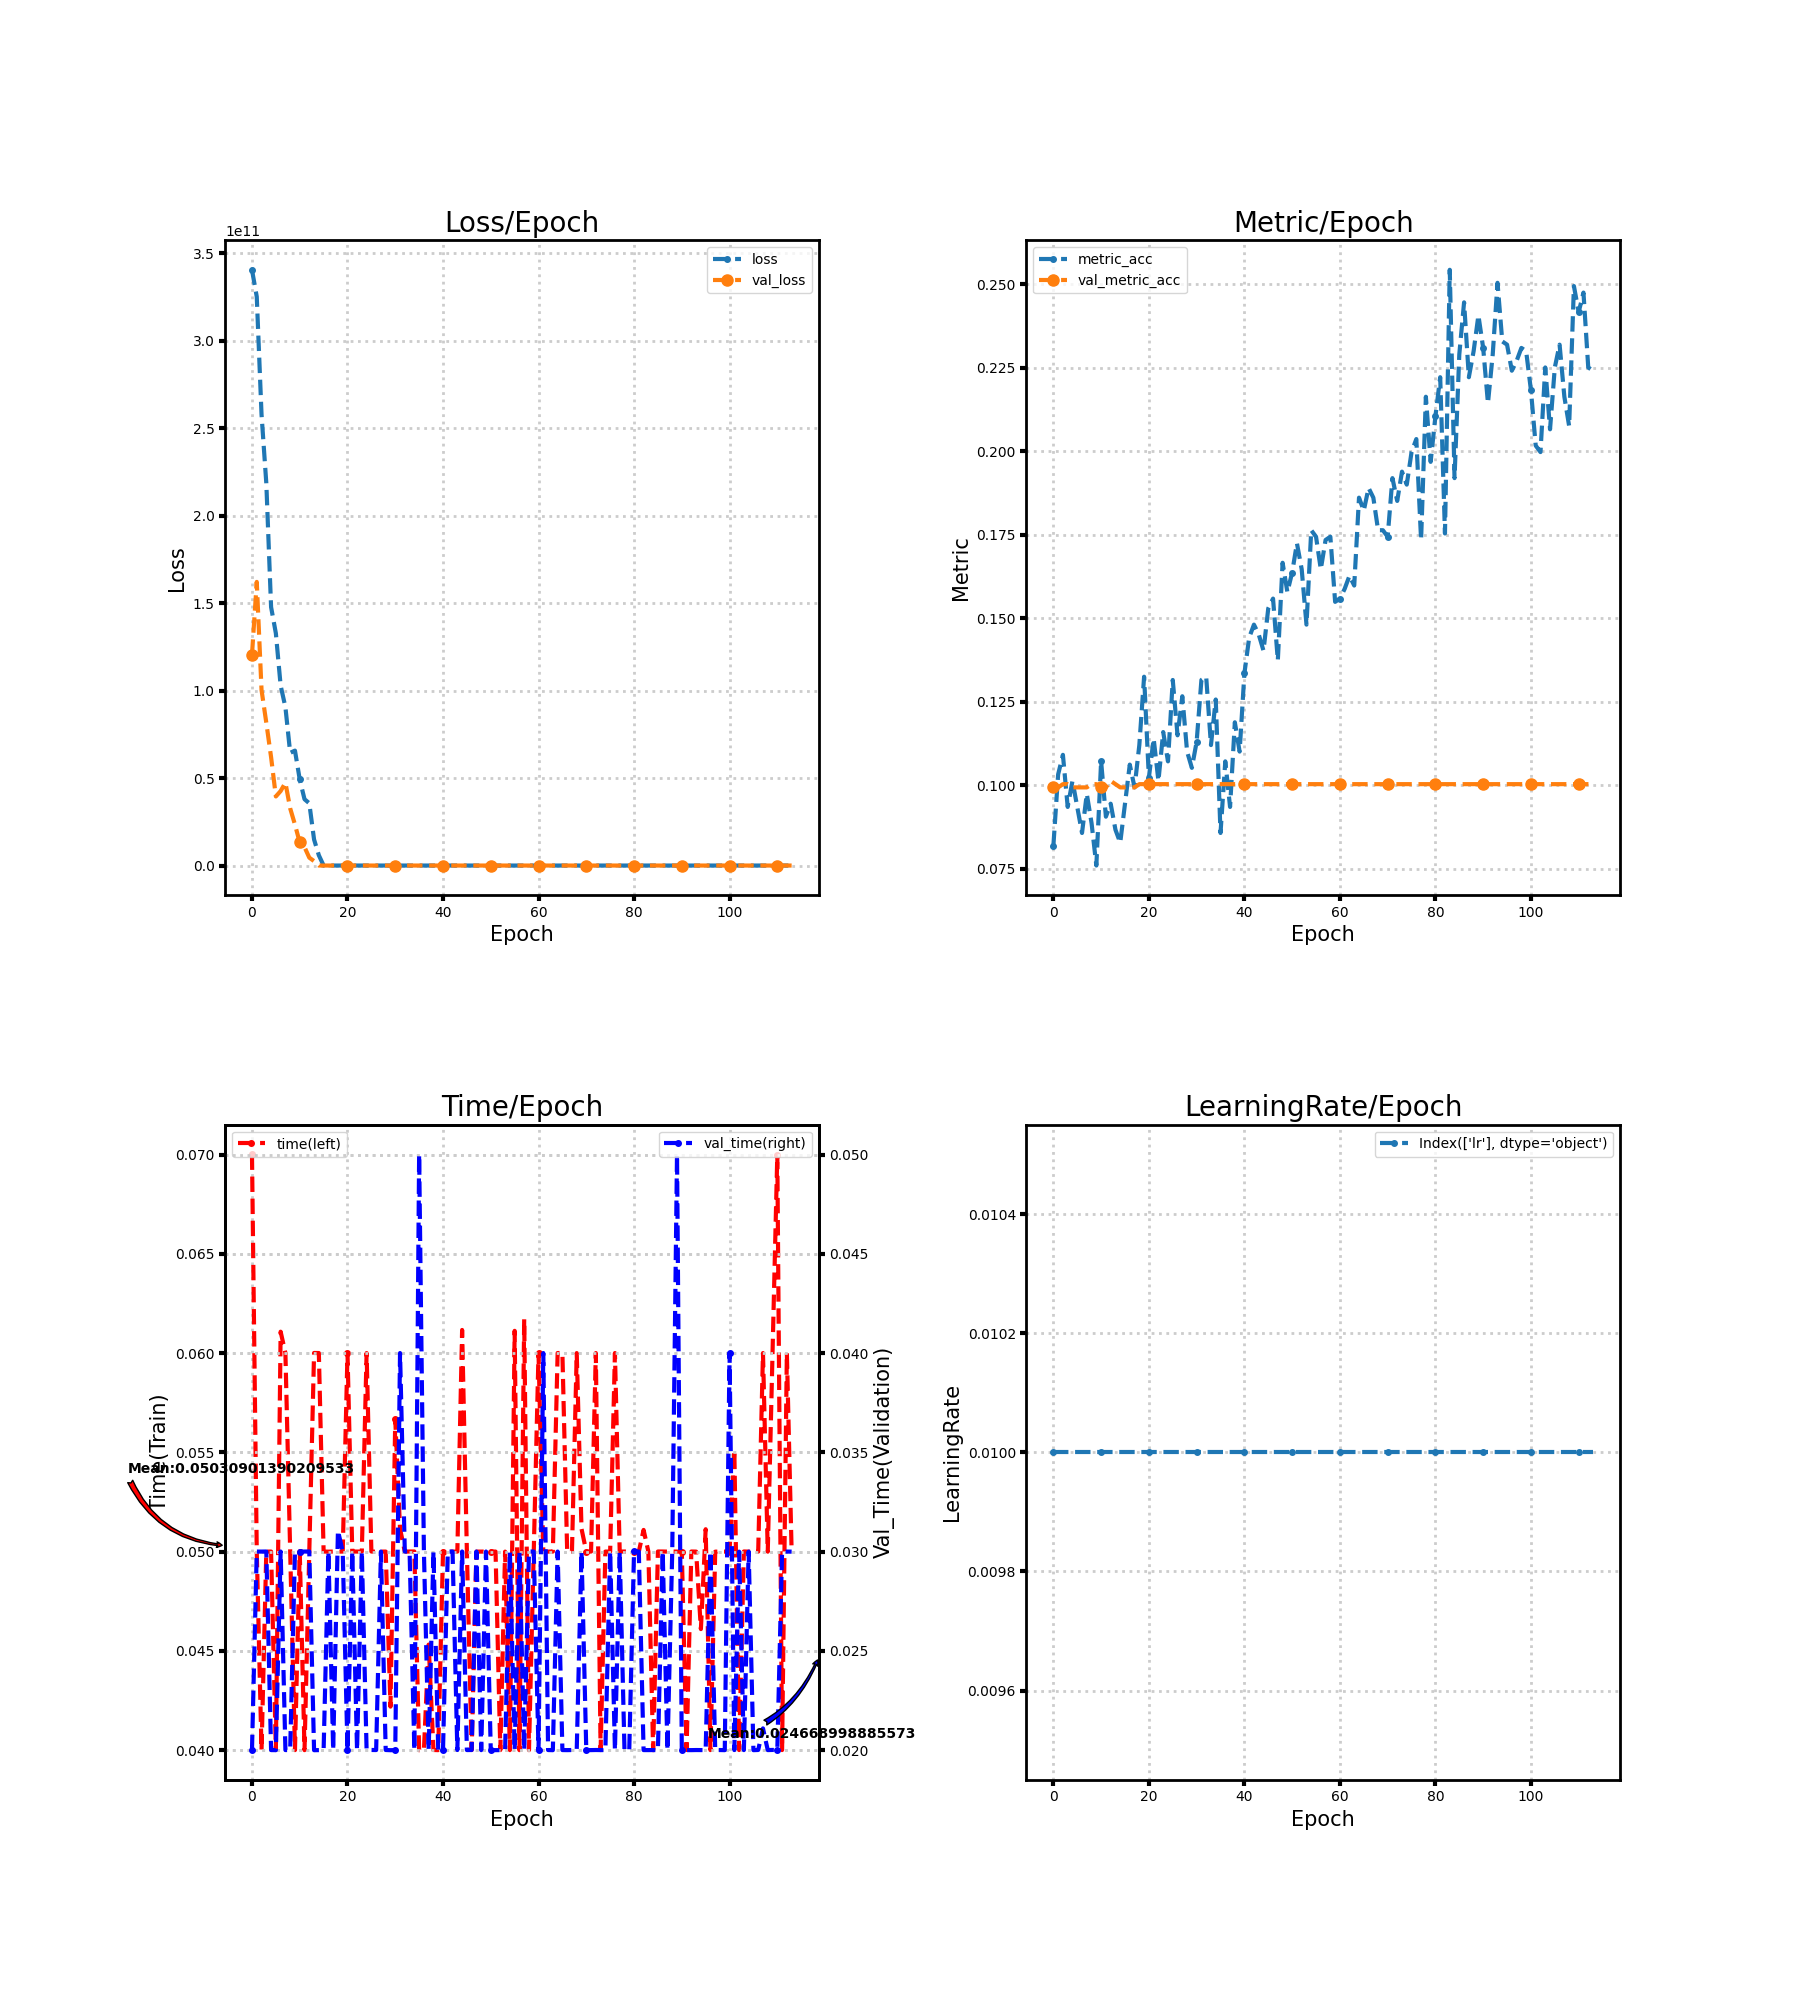 Loss/Epoch
1e11
loss
val_loss
3.5
3.0
2.5
2.0
1.5
1.0
0.5
0.0
Loss
0 20 40 60 80 100
Epoch
Metric/Epoch
metric_acc
val_metric_acc
0.250
0.225
0.200
0.175
0.150
0.125
0.100
0.075
Metric
0 20 40 60 80 100
Epoch
Time/Epoch
time(left)
val_time(right)
0.070
0.065
0.060
0.055
0.050
0.045
0.040
Time(Train)
Mean:0.05030901390209533
0.050
0.045
0.040
0.035
0.030
0.025
0.020
Val_Time(Validation)
Mean:0.024668998885573
0 20 40 60 80 100
Epoch
LearningRate/Epoch
Index(['lr'], dtype='object')
0.0104
0.0102
0.0100
0.0098
0.0096
LearningRate
0 20 40 60 80 100
Epoch